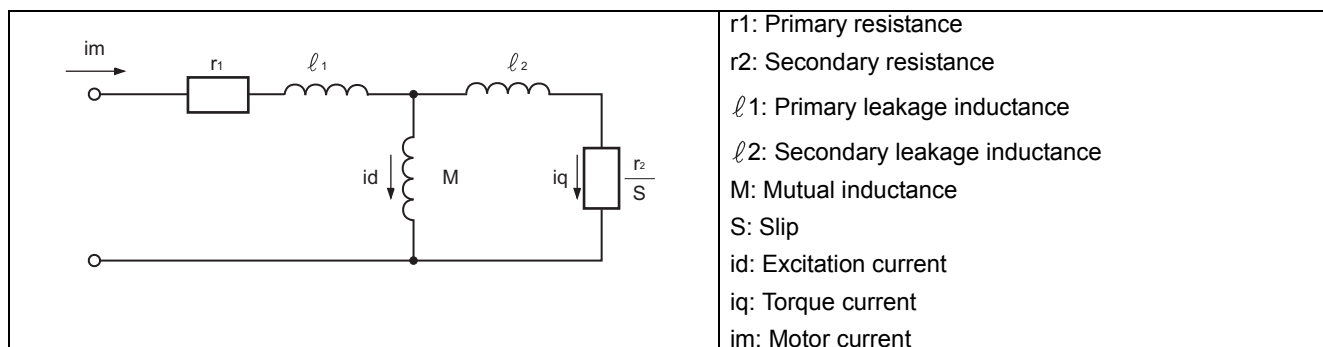 im
r1
ℓ1
ℓ2
id
M
iq
r2
S
r1: Primary resistance
r2: Secondary resistance
ℓ1: Primary leakage inductance
ℓ2: Secondary leakage inductance
M: Mutual inductance
S: Slip
id: Excitation current
iq: Torque current
im: Motor current